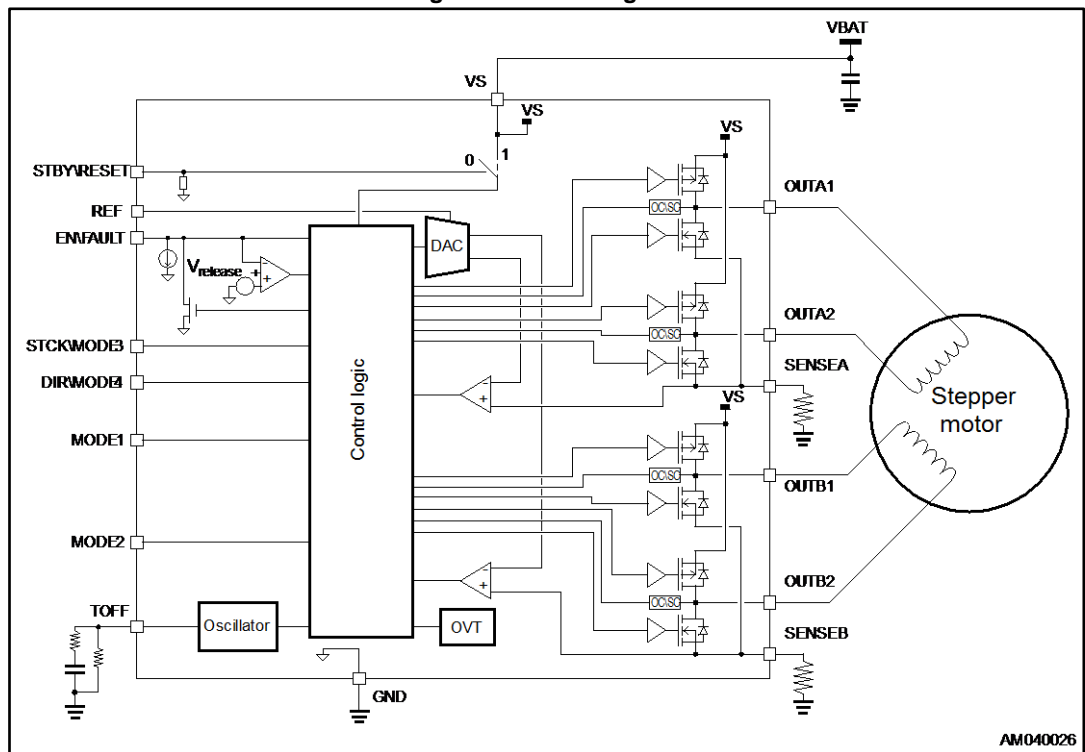 VBAT
VS
VS
VS
STBY\RESET
0
1
OUTA1
REF
OC\SC
EN\FAULT
DAC
Vrelease
+
-
+
OUTA2
OC\SC
STCK\MODE3
SENSEA
DIR\MODE4
-
+
VS
Control logic
Stepper
motor
MODE1
OC\SC
OUTB1
MODE2
-
+
OUTB2
OC\SC
TOFF
Oscillator
OVT
SENSEB
GND
AM040026